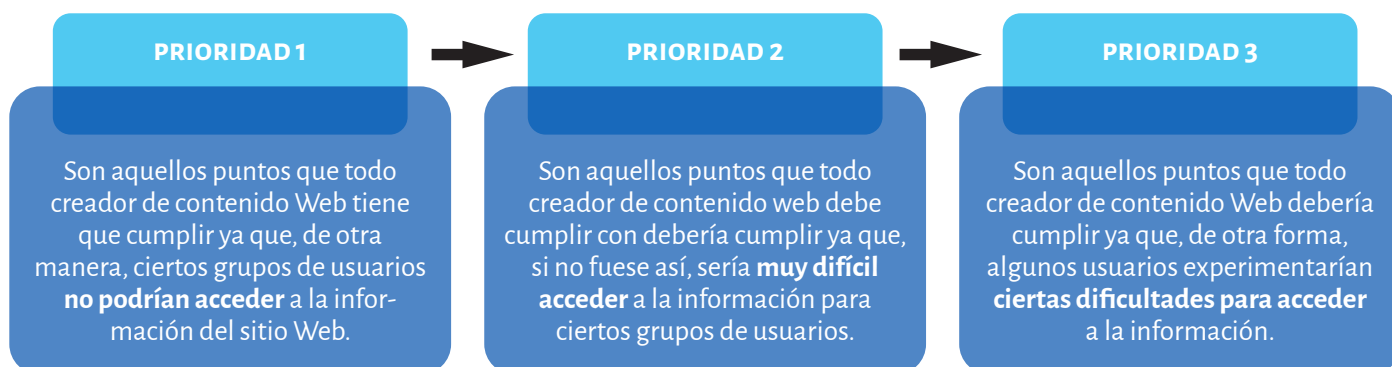 PRIORIDAD 1
Son aquellos puntos que todo
creador de contenido Web tiene
que cumplir ya que, de otra
manera, ciertos grupos de usuarios
no podrían acceder a la infor-
mación del sitio Web.
PRIORIDAD 2
Son aquellos puntos que todo
creador de contenido web debe
cumplir con debería cumplir ya que,
si no fuese así, sería muy difícil
acceder a la información para
ciertos grupos de usuarios.
PRIORIDAD 3
Son aquellos puntos que todo
creador de contenido Web debería
cumplir ya que, de otra forma,
algunos usuarios experimentarían
ciertas dificultades para acceder
a la información.